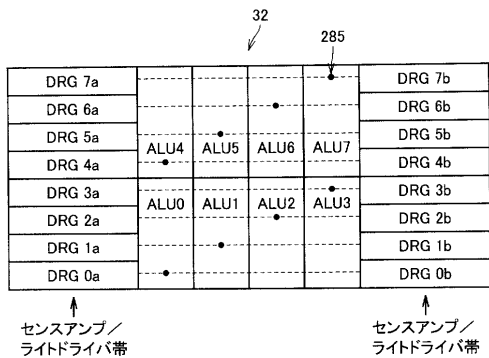 32
285
DRG 7a
DRG 7b
DRG 6a
DRG 6b
DRG 5a
DRG 5b
ALU4 ALU5 ALU6 ALU7
DRG 4a
DRG 4b
DRG 3a
DRG 3b
ALU0 ALU1 ALU2 ALU3
DRG 2a
DRG 2b
DRG 1a
DRG 1b
DRG 0a
DRG 0b
センスアンプ/
ライトドライバ帯
センスアンプ/
ライトドライバ帯